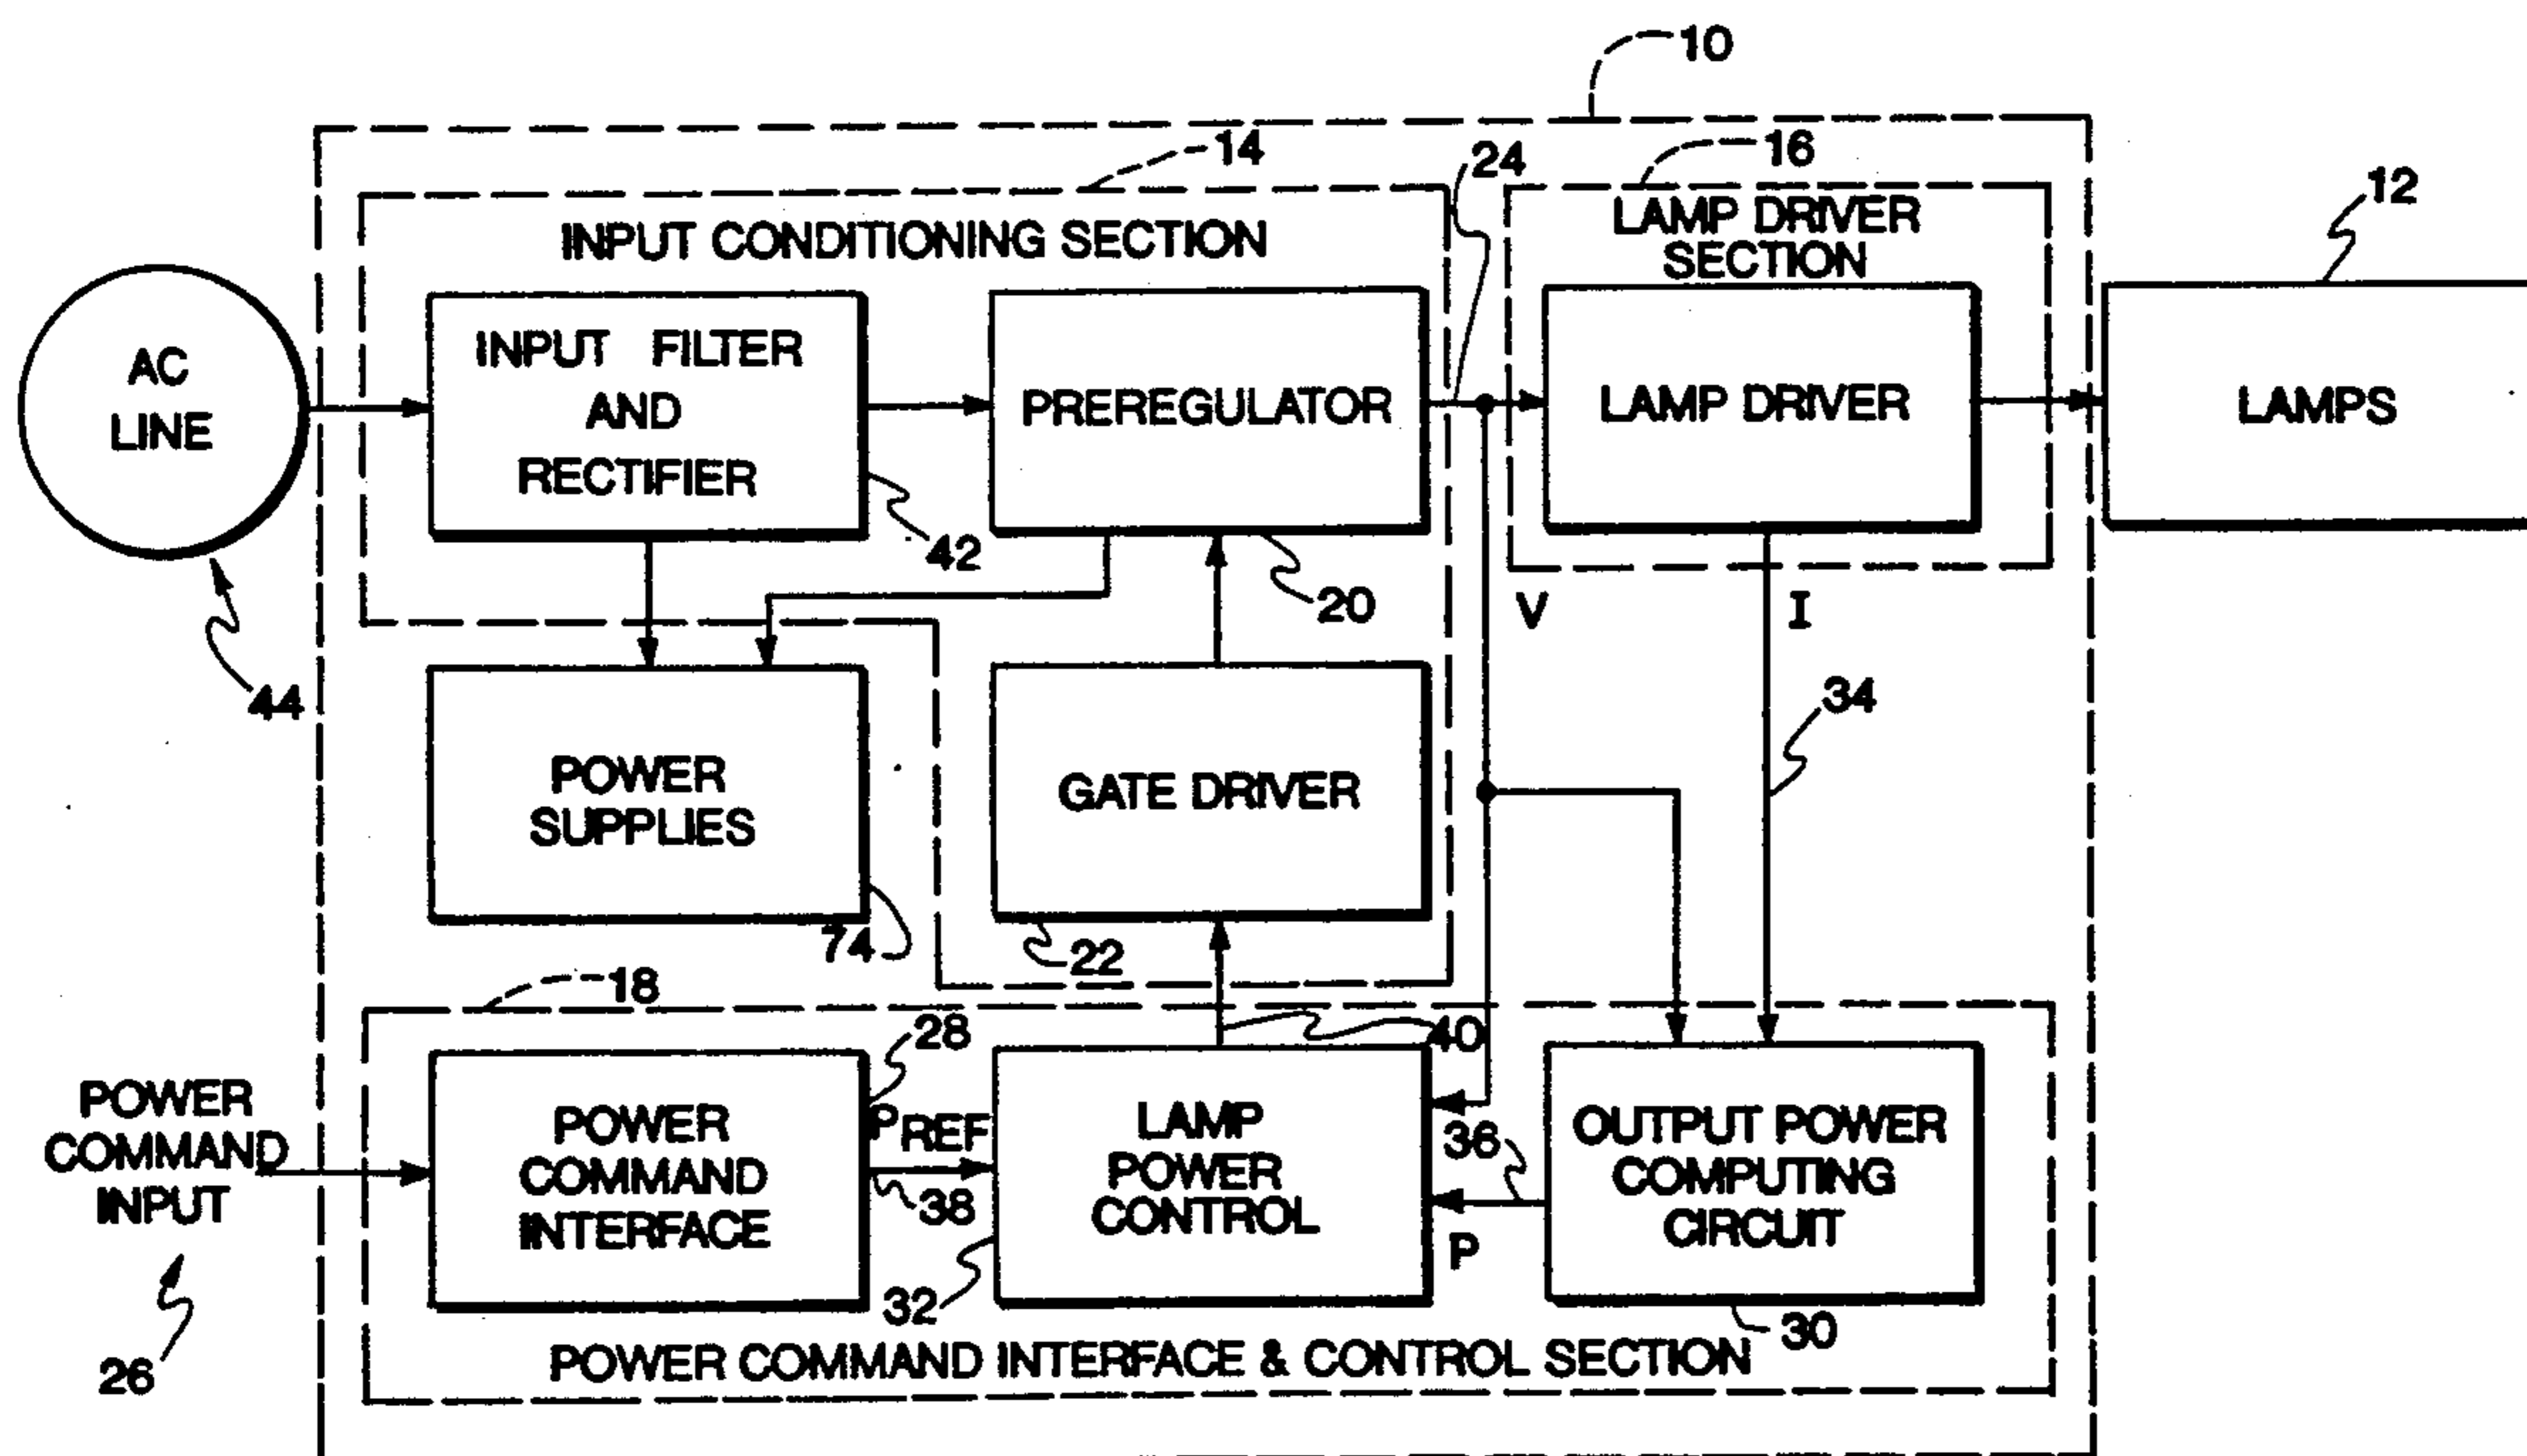 10
14
24
16
12
INPUT CONDITIONING SECTION
LAMP DRIVER
SECTION
AC
LINE
INPUT FILTER
AND
RECTIFIER
PREREGULATOR
LAMP DRIVER
LAMPS
42
20
V
I
44
34
POWER
SUPPLIES
GATE DRIVER
74
22
18
28
40
POWER
COMMAND
INPUT
POWER
COMMAND
INTERFACE
PREF
38
LAMP
POWER
CONTROL
36
P
OUTPUT POWER
COMPUTING
CIRCUIT
32
30
26
POWER COMMAND INTERFACE & CONTROL SECTION